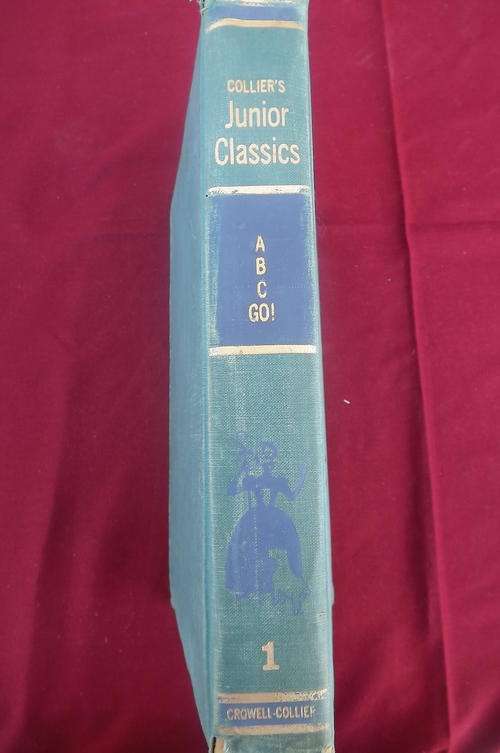 COLLIER'S
Junior
Classics
A
B
C
GO!
1
CROWELL-COLLIER